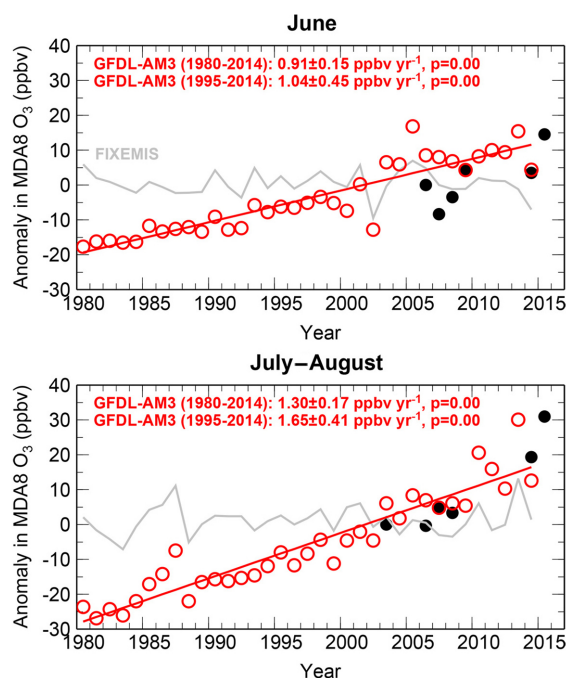 June
Anomaly in MDA8 O3 (ppbv)
40
30
20
10
0
-10
-20
-30
GFDL-AM3 (1980-2014): 0.91±0.15 ppbv yr-1, p=0.00
GFDL-AM3 (1995-2014): 1.04±0.45 ppbv yr-1, p=0.00
FIXEMIS
1980 1985 1990 1995 2000 2005 2010 2015
Year
July–August
Anomaly in MDA8 O3 (ppbv)
40
30
20
10
0
-10
-20
-30
GFDL-AM3 (1980-2014): 1.30±0.17 ppbv yr-1, p=0.00
GFDL-AM3 (1995-2014): 1.65±0.41 ppbv yr-1, p=0.00
1980 1985 1990 1995 2000 2005 2010 2015
Year